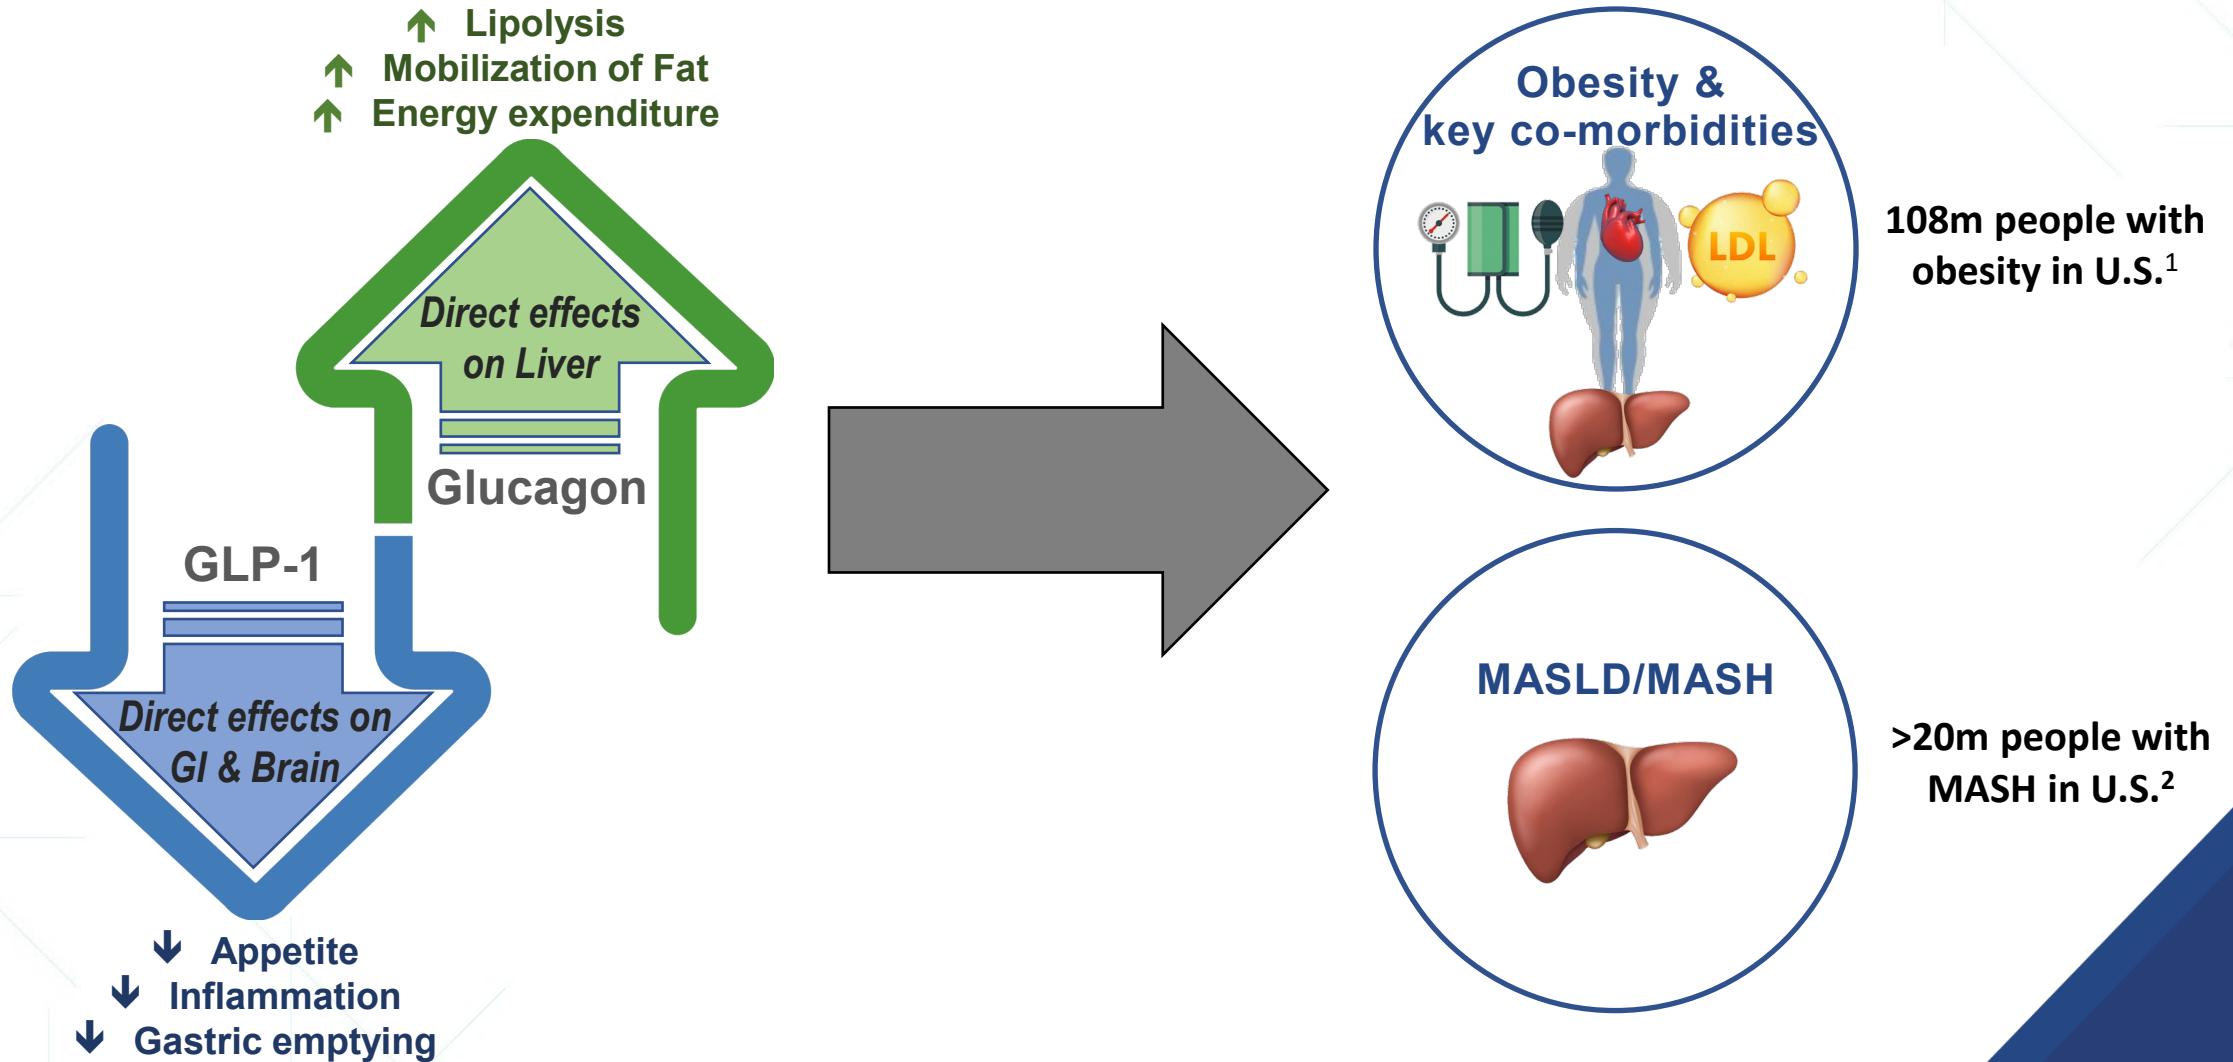 ↑ Lipolysis
↑ Mobilization of Fat
↑ Energy expenditure
Direct effects
on Liver
Glucagon
GLP-1
Direct effects on
GI & Brain
↓ Appetite
↓ Inflammation
↓ Gastric emptying
Obesity &
key co-morbidities
LDL
108m people with
obesity in U.S.¹
MASLD/MASH
>20m people with
MASH in U.S.²